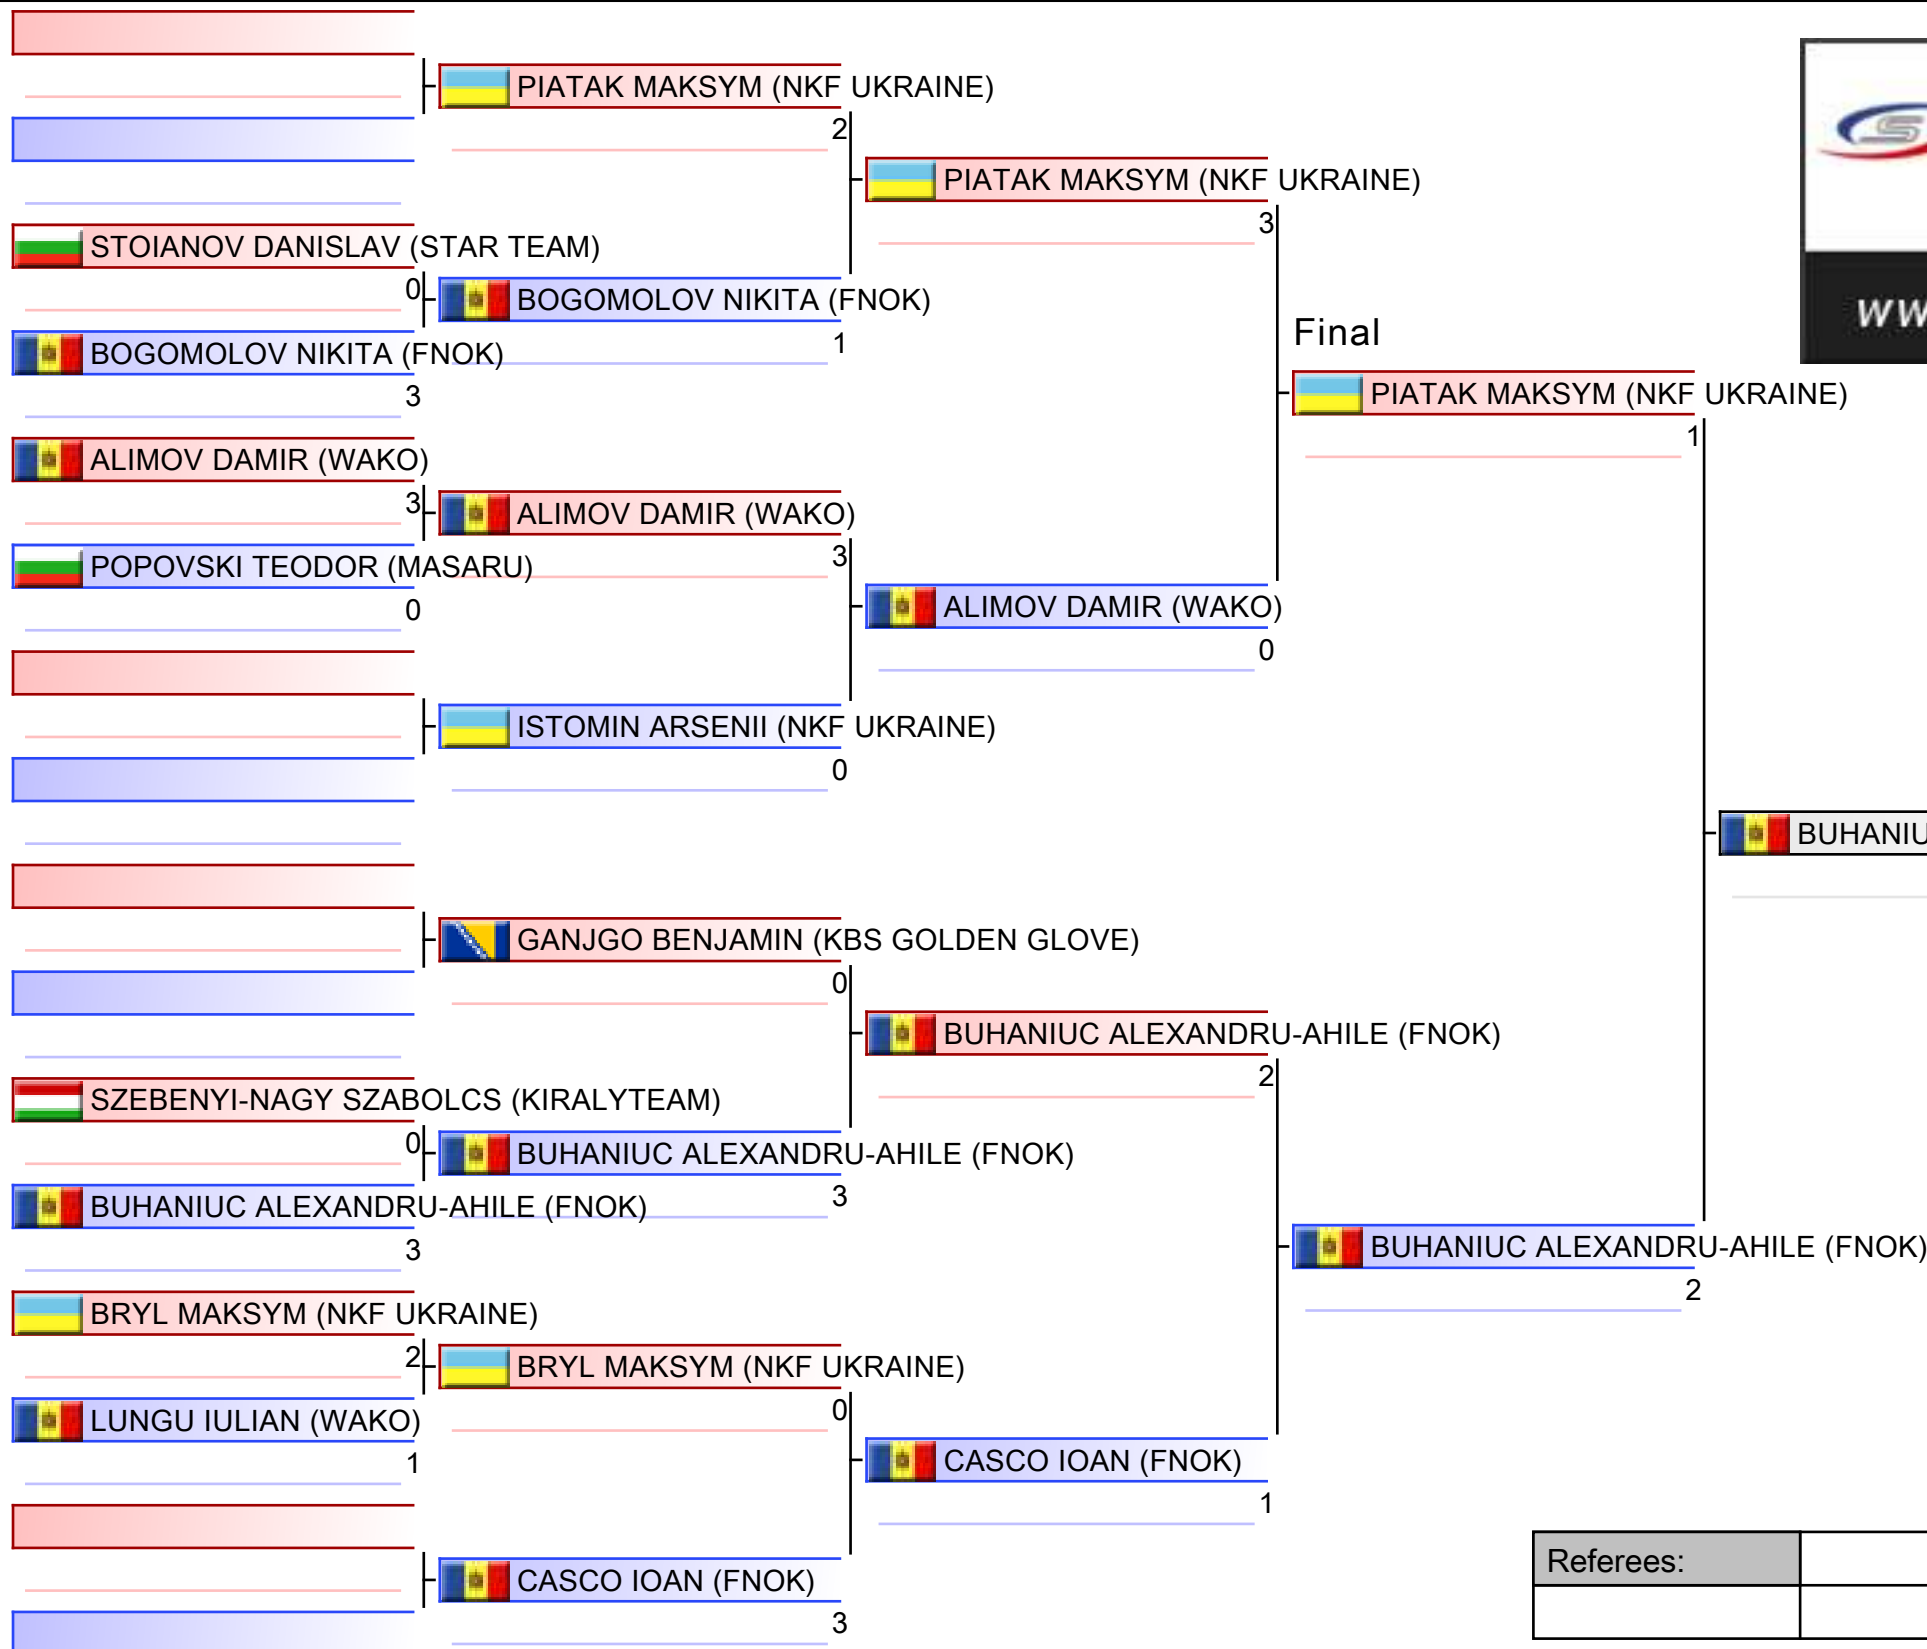 PIATAK MAKSYM (NKF UKRAINE)
2
PIATAK MAKSYM (NKF UKRAINE)
3
STOIANOV DANISLAV (STAR TEAM)
0
BOGOMOLOV NIKITA (FNOK)
1
BOGOMOLOV NIKITA (FNOK)
3
Final
PIATAK MAKSYM (NKF UKRAINE)
1
ALIMOV DAMIR (WAKO)
3
ALIMOV DAMIR (WAKO)
3
POPOVSKI TEODOR (MASARU)
0
ALIMOV DAMIR (WAKO)
0
ISTOMIN ARSENII (NKF UKRAINE)
0
BUHANIU
GANJGO BENJAMIN (KBS GOLDEN GLOVE)
0
BUHANIUC ALEXANDRU-AHILE (FNOK)
2
SZEBENYI-NAGY SZABOLCS (KIRALYTEAM)
0
BUHANIUC ALEXANDRU-AHILE (FNOK)
3
BUHANIUC ALEXANDRU-AHILE (FNOK)
3
BUHANIUC ALEXANDRU-AHILE (FNOK)
2
BRYL MAKSYM (NKF UKRAINE)
2
BRYL MAKSYM (NKF UKRAINE)
0
LUNGU IULIAN (WAKO)
1
CASCO IOAN (FNOK)
1
CASCO IOAN (FNOK)
3
Referees: